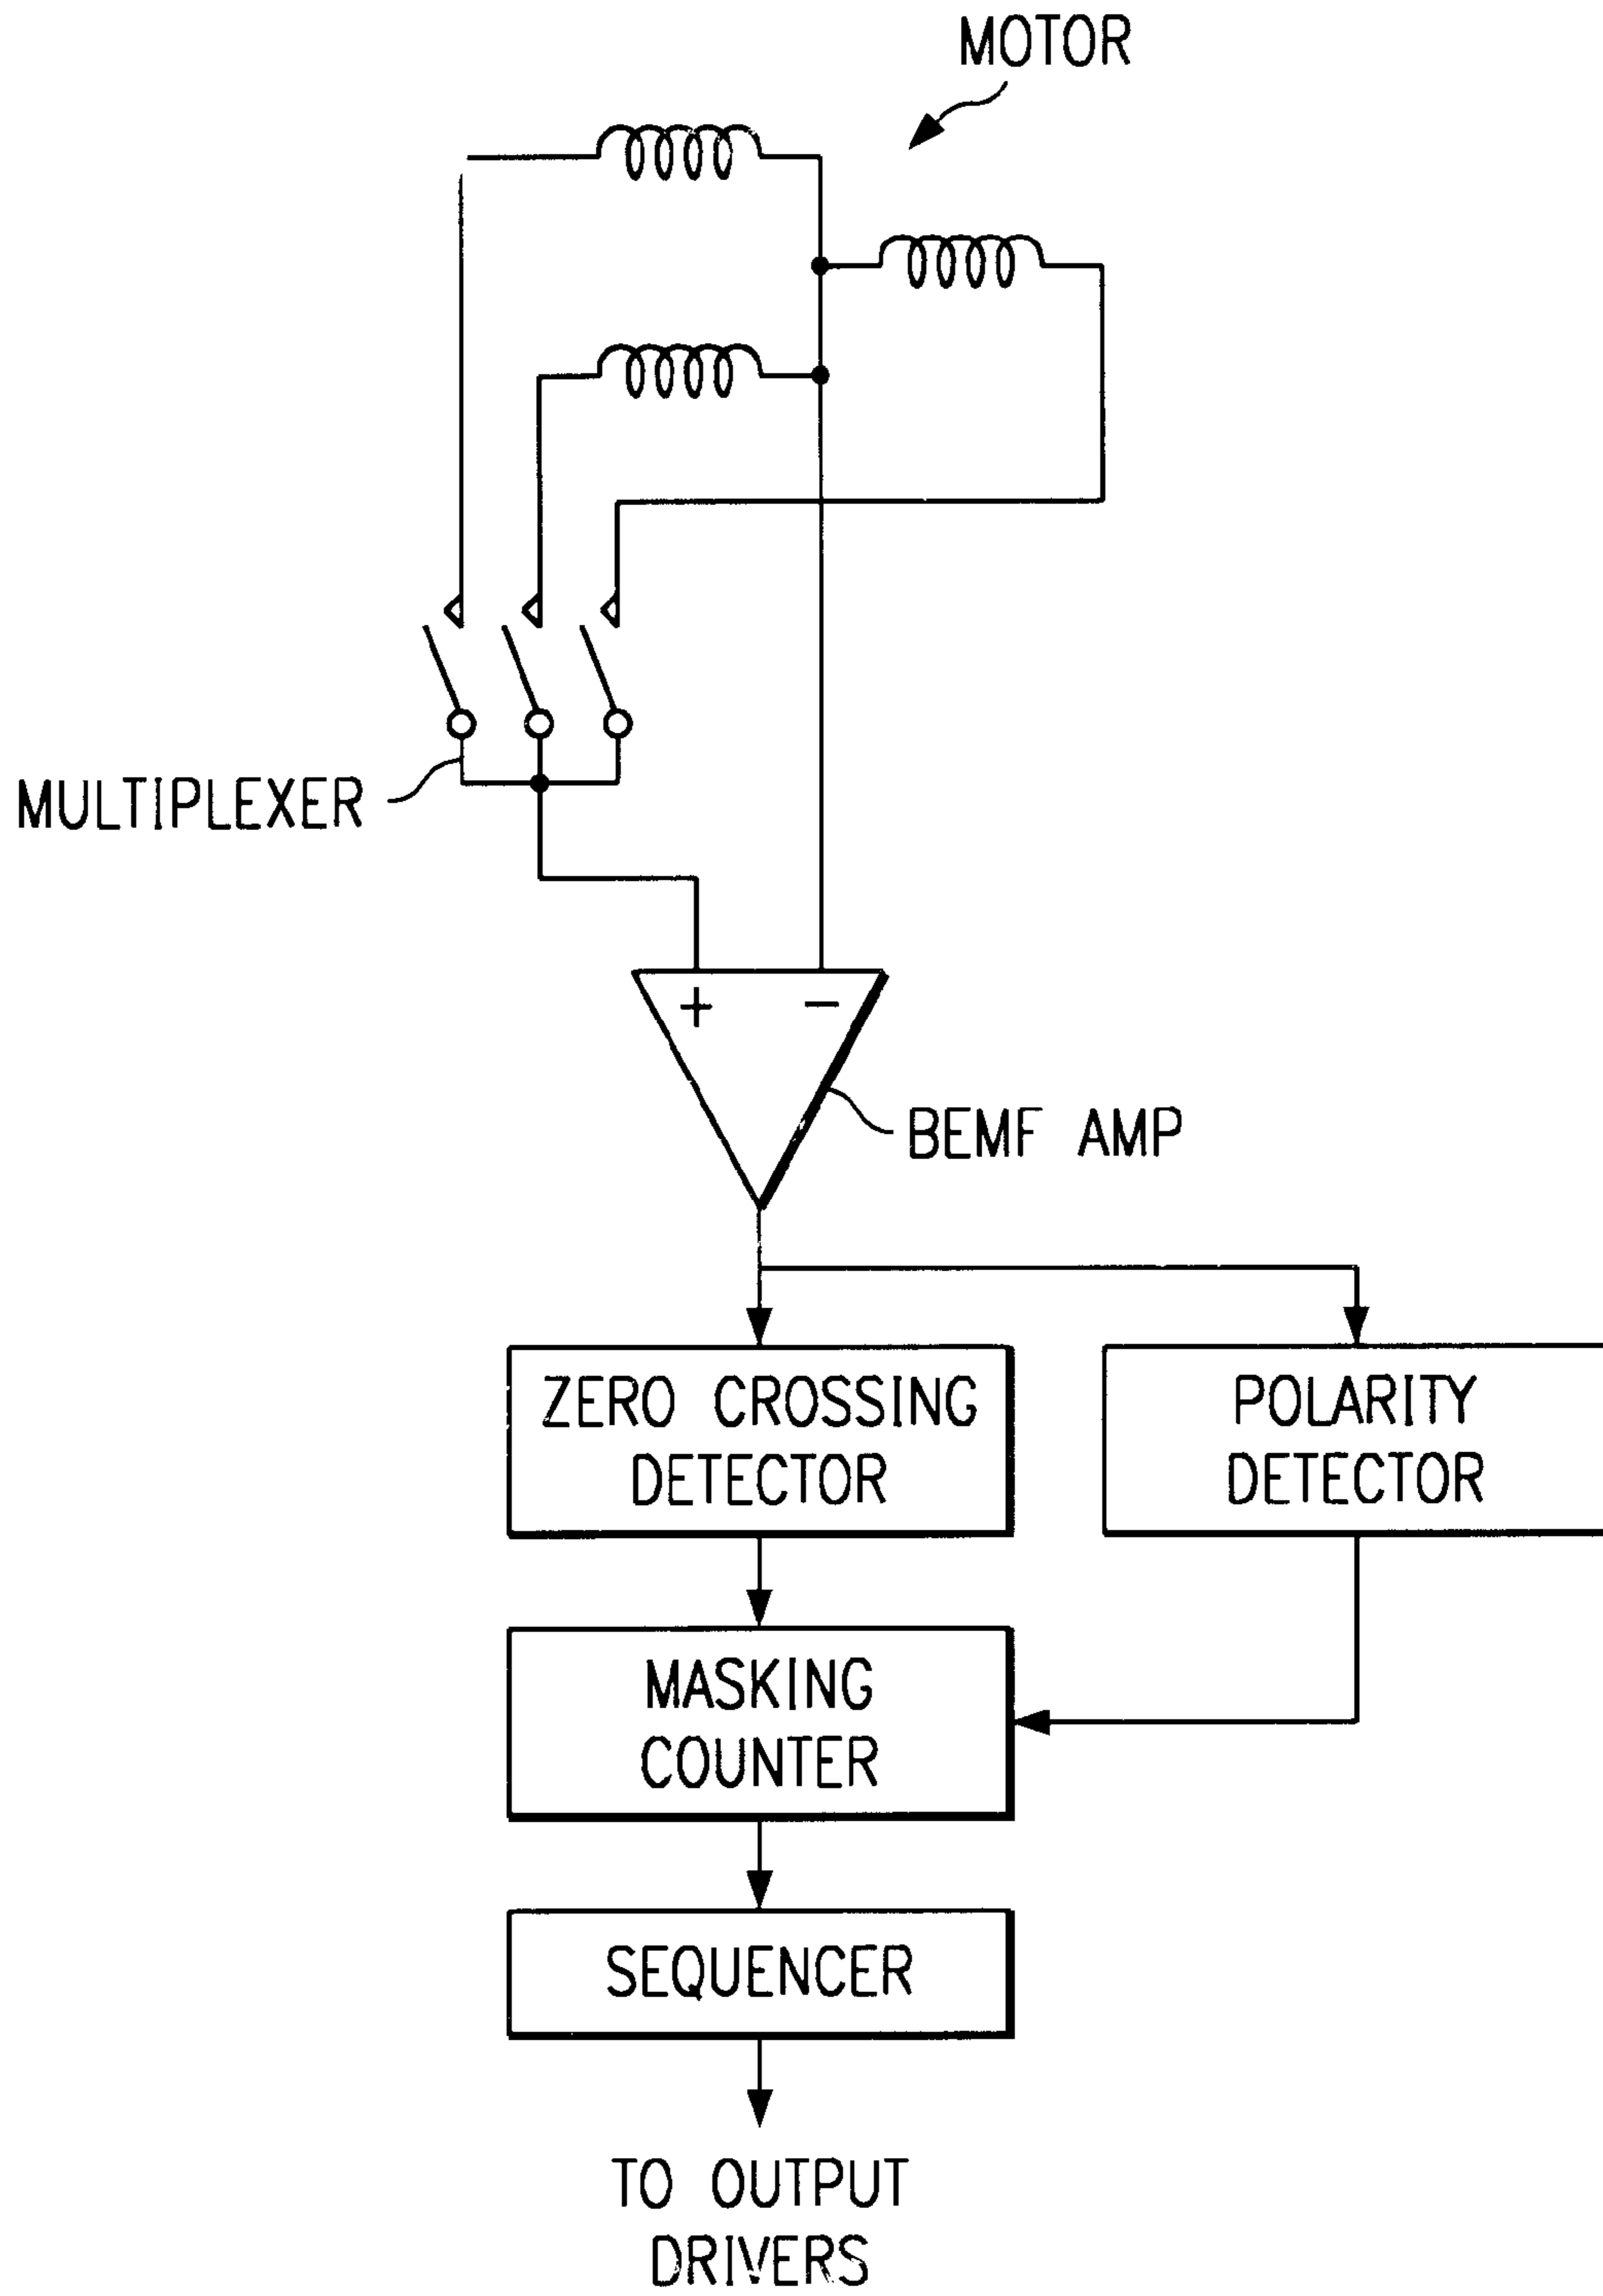 MOTOR
MULTIPLEXER
+ −
BEMF AMP
ZERO CROSSING
DETECTOR
POLARITY
DETECTOR
MASKING
COUNTER
SEQUENCER
TO OUTPUT
DRIVERS